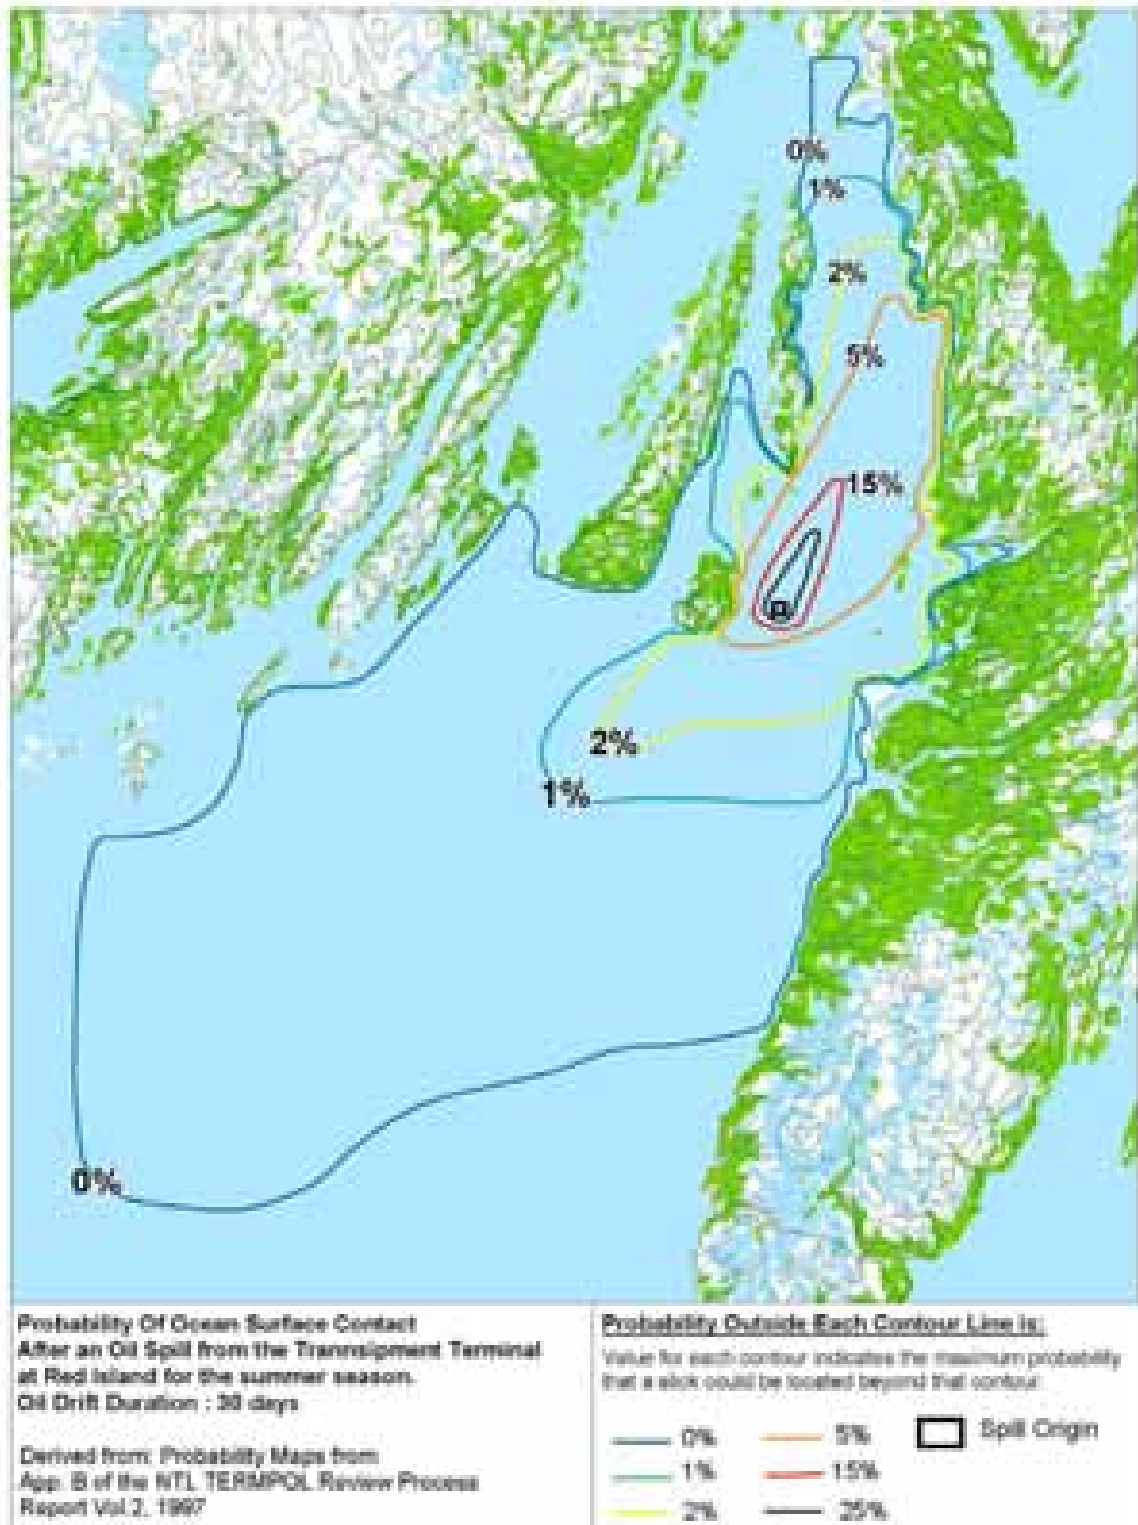 0%
1%
2%
5%
15%
2%
1%
0%
Probability Of Ocean Surface Contact
After an Oil Spill from the Trannsipment Terminal
at Red Island for the summer season.
Oil Drift Duration : 30 days
Derived from: Probability Maps from
App. B of the NTL TERMPOL Review Process
Report Vol.2, 1997
Probability Outside Each Contour Line is:
Value for each contour indicates the maximum probability
that a slick could be located beyond that contour.
0%
5%
Spill Origin
1%
15%
2%
25%